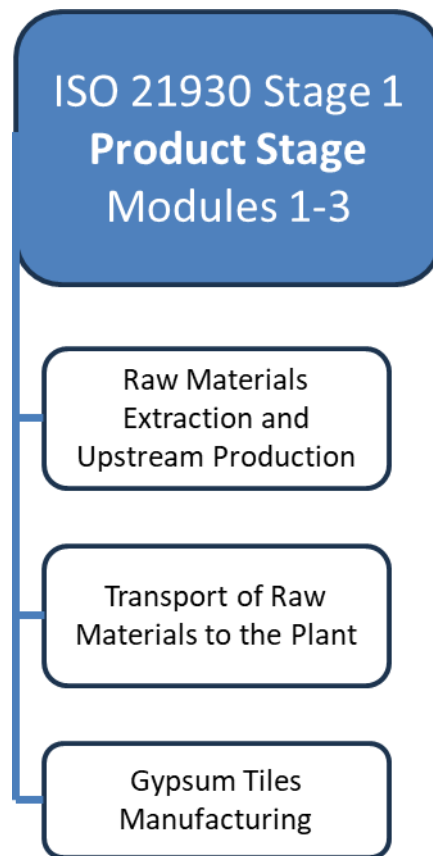 ISO 21930 Stage 1
Product Stage
Modules 1-3
Raw Materials
Extraction and
Upstream Production
Transport of Raw
Materials to the Plant
Gypsum Tiles
Manufacturing